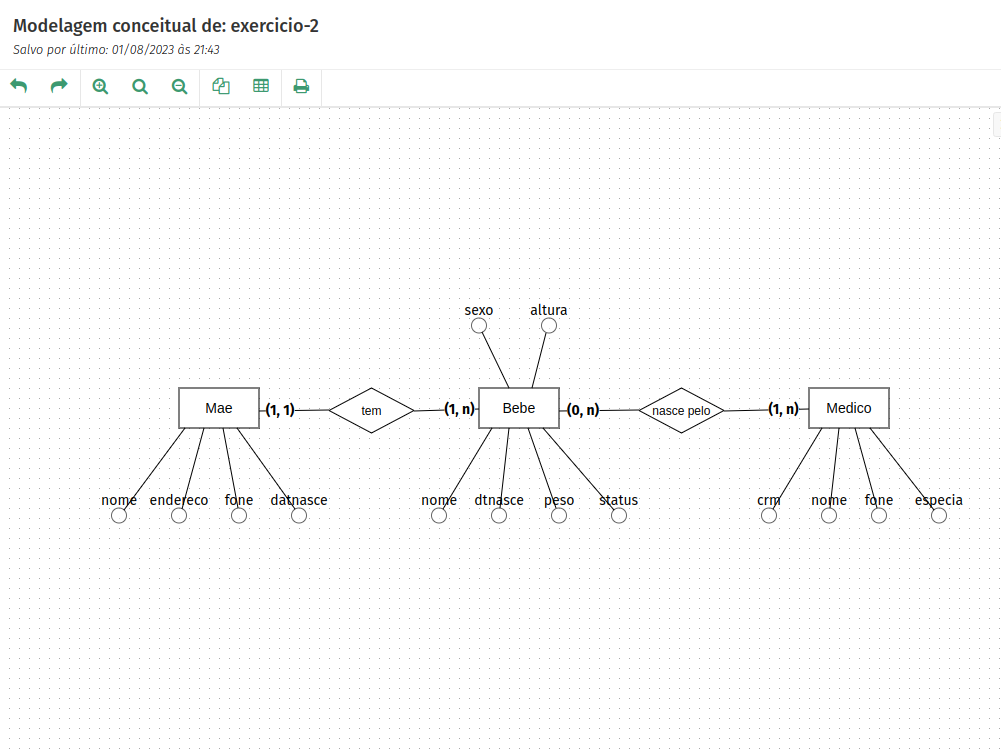 Modelagem conceitual de: exercicio-2
Salvo por último: 01/08/2023 às 21:43
sexo altura
Mae (1, 1) tem (1, n) Bebe (0, n) nasce pelo (1, n) Medico
nome endereco fone datnasce nome dtnasce peso status crm nome fone especia